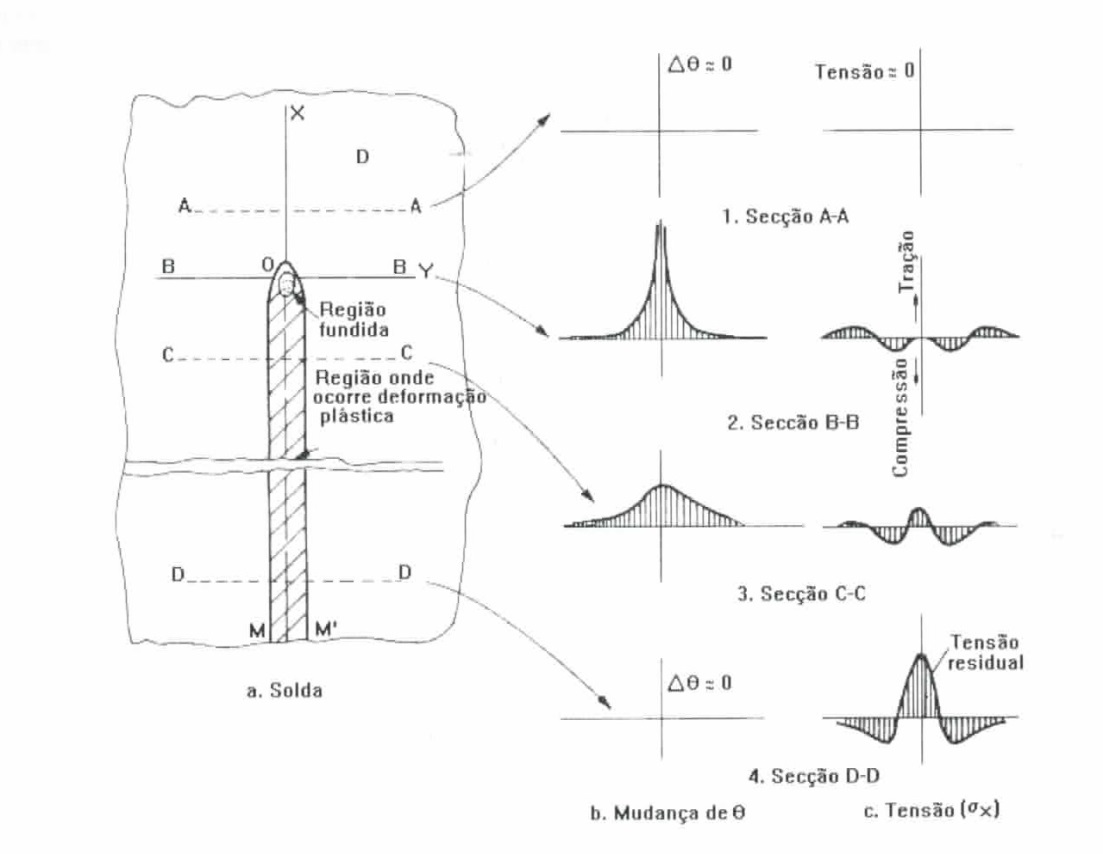 X
D
A
A
B
O
B
Y
Região
fundida
C
C
Região onde
ocorre deformação
plástica
D
D
M
M'
a. Solda
Δθ ≈ 0
Tensão ≈ 0
1. Secção A-A
Tração
Compressão
2. Seccão B-B
3. Secção C-C
Δθ ≈ 0
Tensão
residual
4. Secção D-D
b. Mudança de θ
c. Tensão (σx)